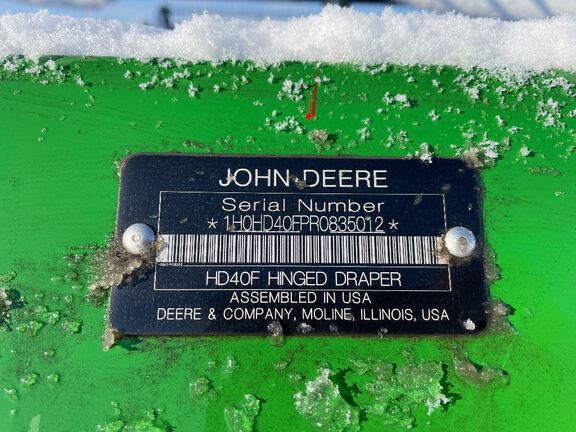 JOHN DEERE
Serial Number
*1H0HD40FPR0835012*
HD40F HINGED DRAPER
ASSEMBLED IN USA
DEERE & COMPANY, MOLINE, ILLINOIS, USA